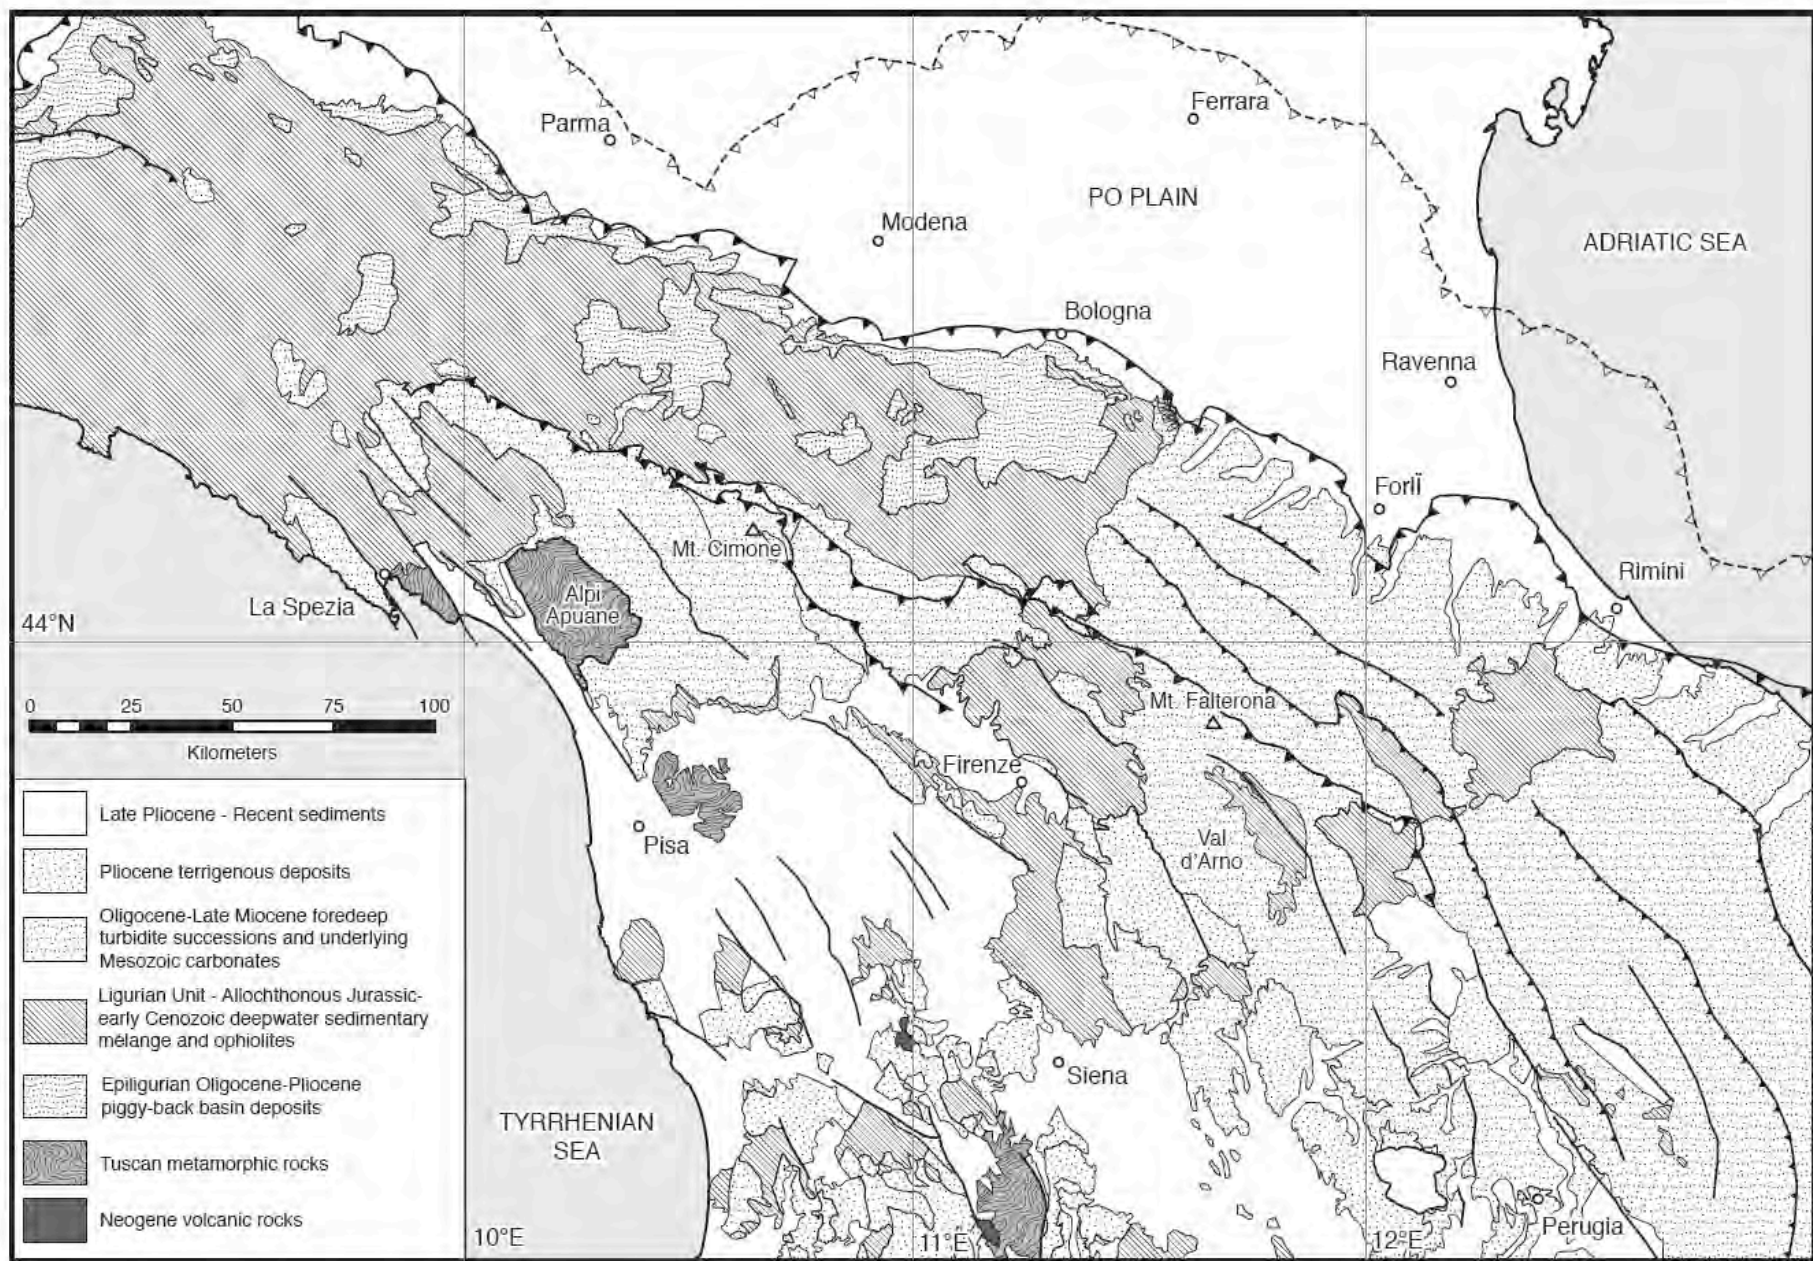 Ferrara
Parma
PO PLAIN
Modena
ADRIATIC SEA
Bologna
Ravenna
Forlï
Mt. Cimone
Rimini
Alpi
Apuane
La Spezia
44°N
0 25 50 75 100
Kilometers
Mt. Falterona
Firenze
Val
d'Arno
Pisa
Siena
TYRRHENIAN
SEA
Perugia
10°E
11°E
12°E
Late Pliocene - Recent sediments
Pliocene terrigenous deposits
Oligocene-Late Miocene foredeep
turbidite successions and underlying
Mesozoic carbonates
Ligurian Unit - Allochthonous Jurassic-
early Cenozoic deepwater sedimentary
mélange and ophiolites
Epiligurian Oligocene-Pliocene
piggy-back basin deposits
Tuscan metamorphic rocks
Neogene volcanic rocks